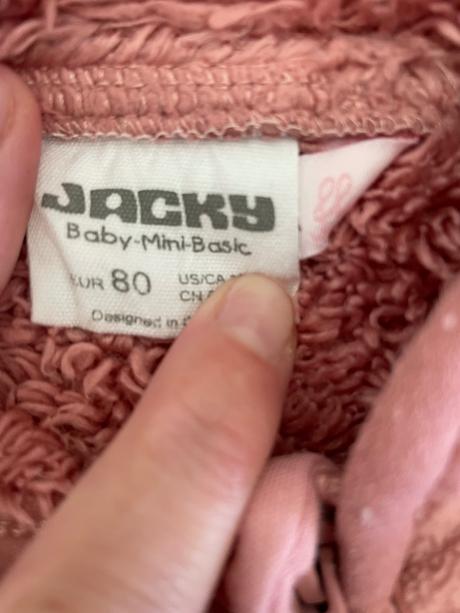 JACKY
Baby-Mini-Basic
EUR 80 US/CA
CN
Designed in